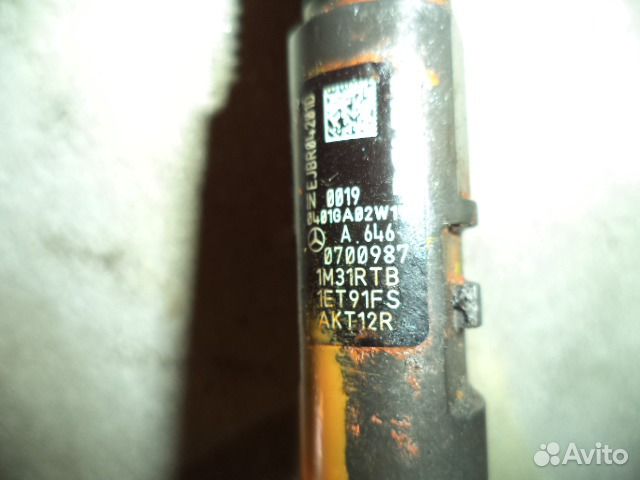 EJBR04201D
0019
0401GA02W1
A 646
0700987
1M31RTB
1ET91FS
AKT12R
Avito